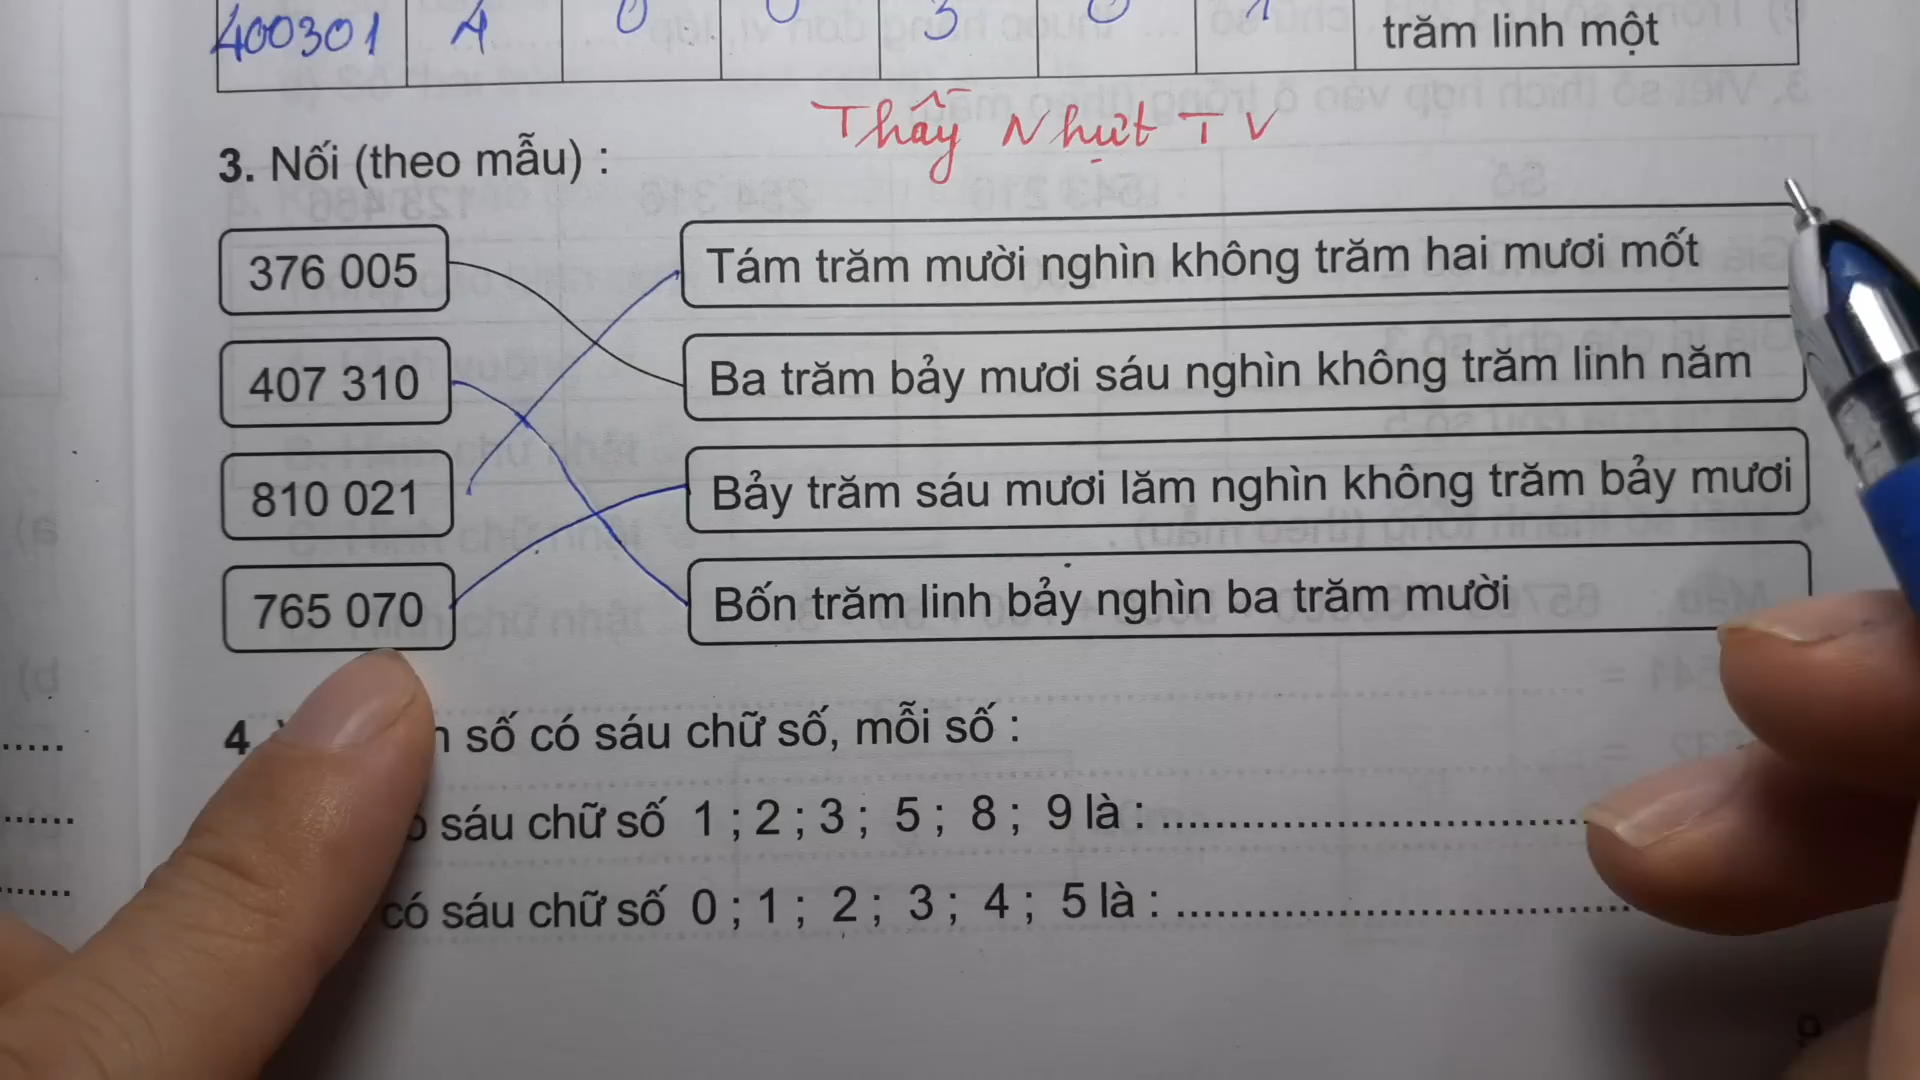 400301 4 0 0 3 0 1 trăm linh một
Thầy Nhựt TV
3. Nối (theo mẫu) :
376 005 Tám trăm mười nghìn không trăm hai mươi mốt
407 310 Ba trăm bảy mươi sáu nghìn không trăm linh năm
810 021 Bảy trăm sáu mươi lăm nghìn không trăm bảy mươi
765 070 Bốn trăm linh bảy nghìn ba trăm mười
4 số có sáu chữ số, mỗi số :
sáu chữ số 1 ; 2 ; 3 ; 5 ; 8 ; 9 là : ........................................
có sáu chữ số 0 ; 1 ; 2 ; 3 ; 4 ; 5 là : ........................................
9